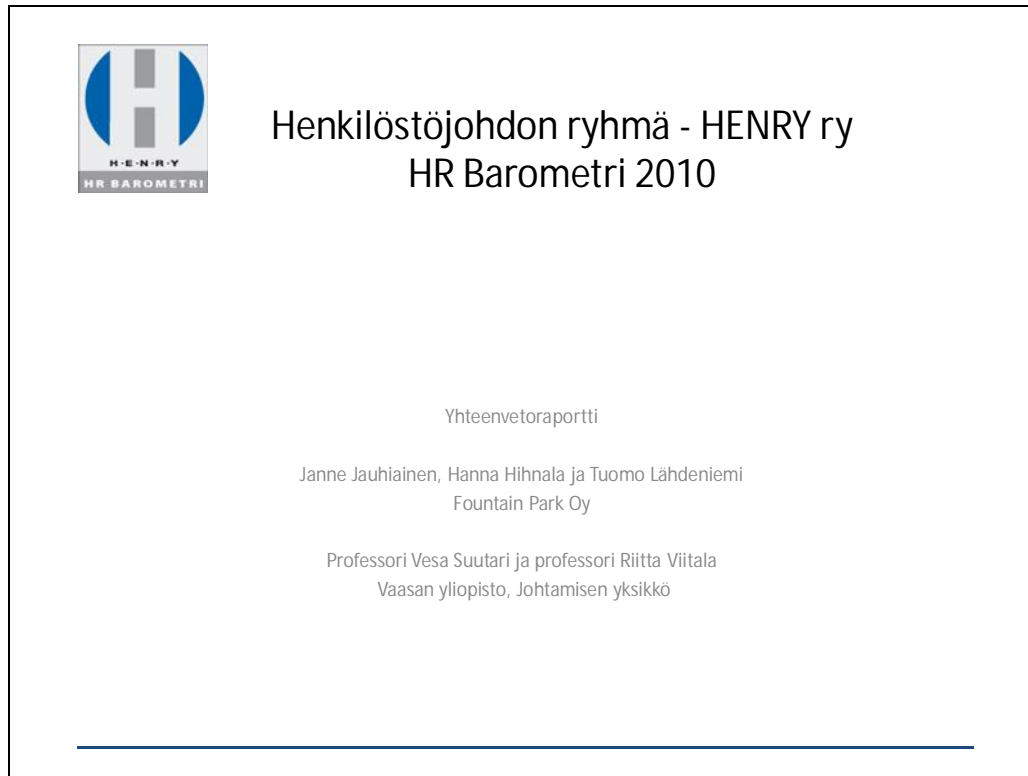 H·E·N·R·Y
HR BAROMETRI
Henkilöstöjohdon ryhmä - HENRY ry
HR Barometri 2010
Yhteenvetoraportti
Janne Jauhiainen, Hanna Hihnala ja Tuomo Lähdeniemi
Fountain Park Oy
Professori Vesa Suutari ja professori Riitta Viitala
Vaasan yliopisto, Johtamisen yksikkö